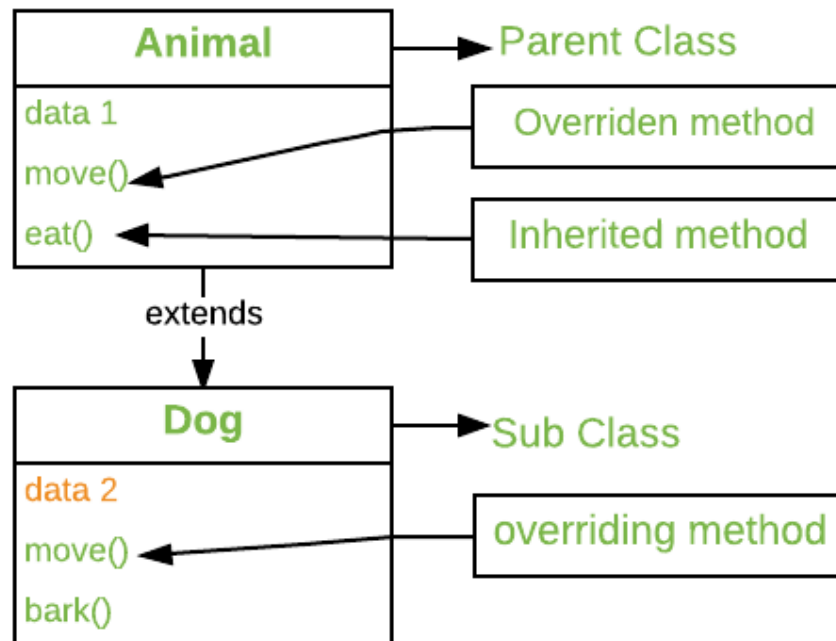 Animal
Parent Class
data 1
Overriden method
move()
eat()
Inherited method
extends
Dog
Sub Class
data 2
move()
overriding method
bark()